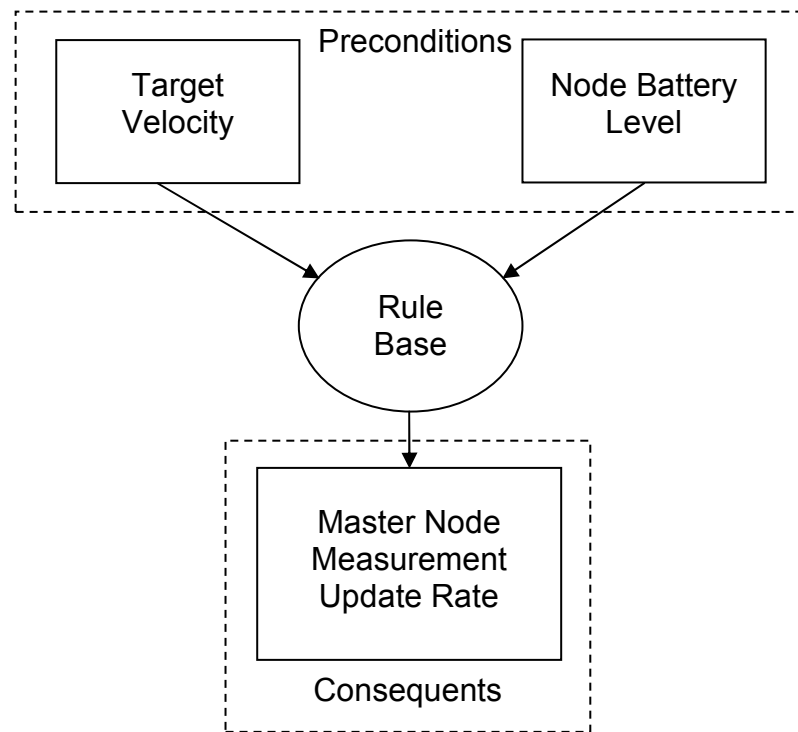 Preconditions
Target
Velocity
Node Battery
Level
Rule
Base
Master Node
Measurement
Update Rate
Consequents